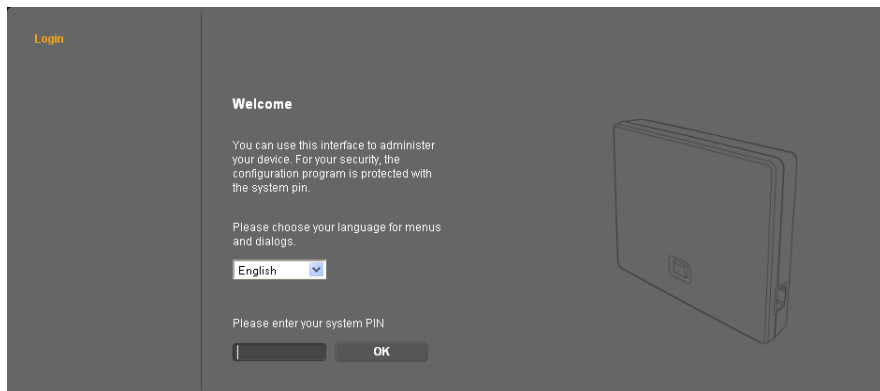 Login
Welcome
You can use this interface to administer
your device. For your security, the
configuration program is protected with
the system pin.
Please choose your language for menus
and dialogs.
English
Please enter your system PIN
OK